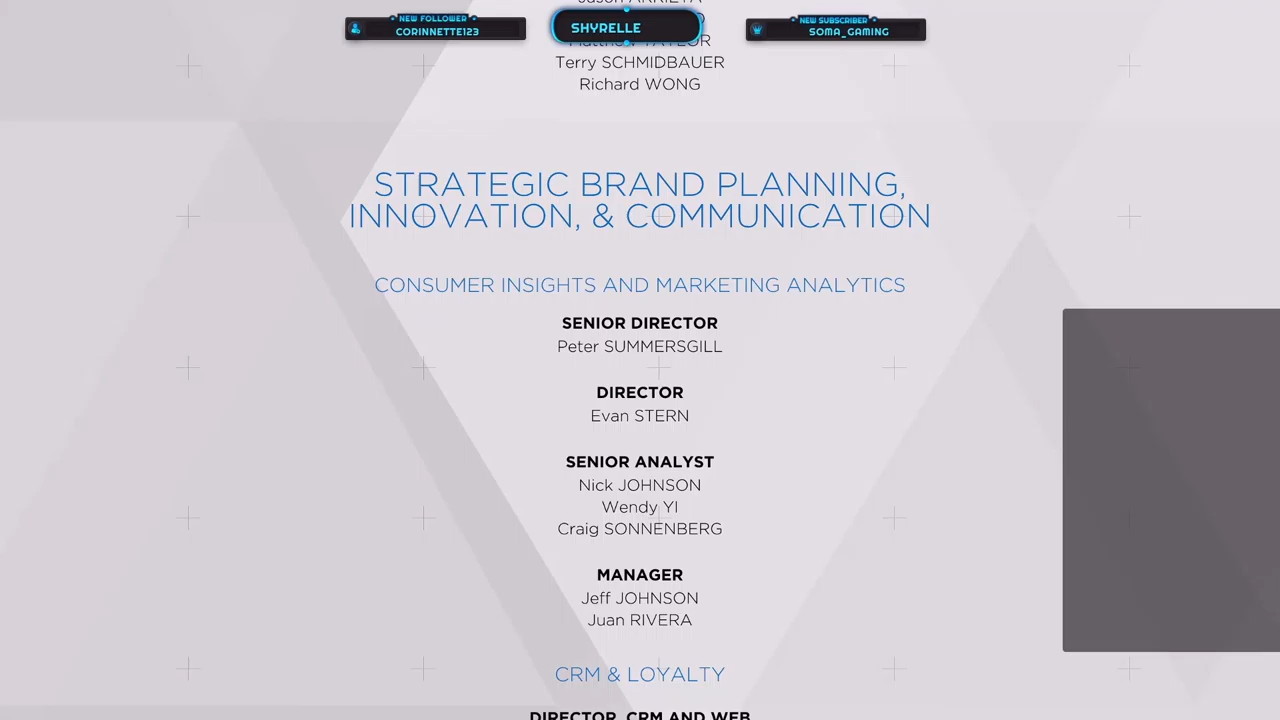 NEW FOLLOWER
CORINNETTE123
SHYRELLE
NEW SUBSCRIBER
SOMA_GAMING
Terry SCHMIDBAUER
Richard WONG
STRATEGIC BRAND PLANNING,
INNOVATION, & COMMUNICATION
CONSUMER INSIGHTS AND MARKETING ANALYTICS
SENIOR DIRECTOR
Peter SUMMERSGILL
DIRECTOR
Evan STERN
SENIOR ANALYST
Nick JOHNSON
Wendy YI
Craig SONNENBERG
MANAGER
Jeff JOHNSON
Juan RIVERA
CRM & LOYALTY
DIRECTOR, CRM AND WEB